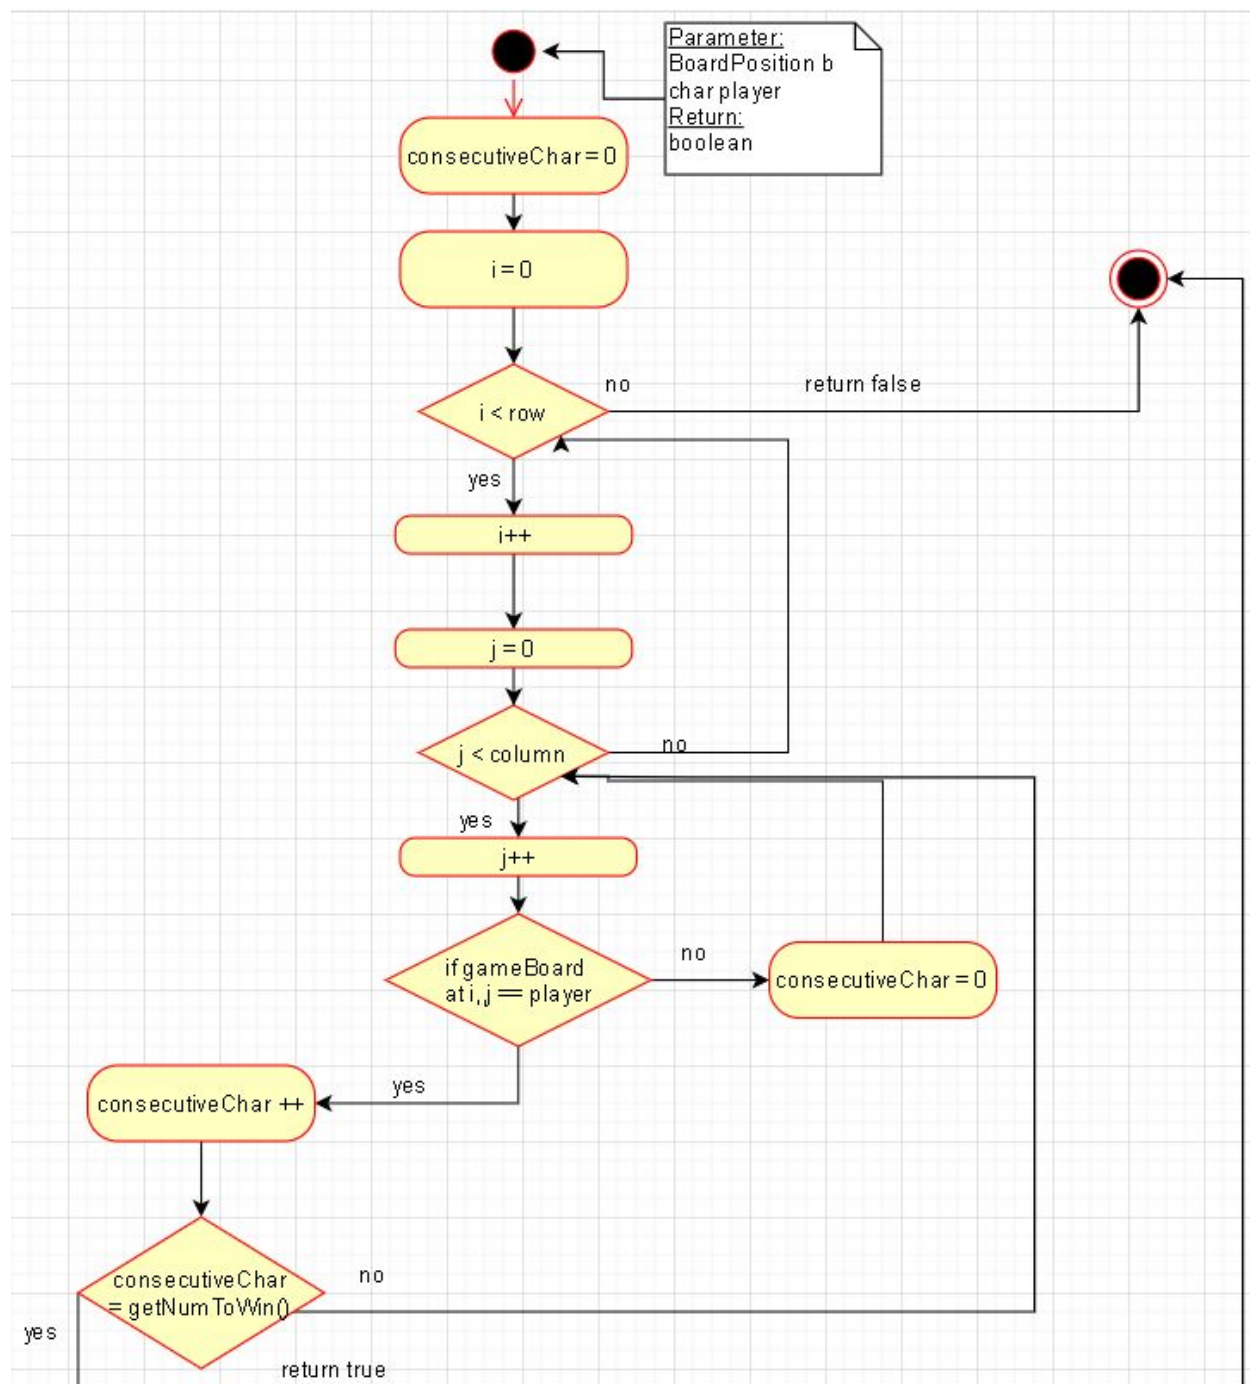 Parameter:
BoardPosition b
char player
Return:
boolean
consecutiveChar = 0
i = 0
i < row
no
return false
yes
i++
j = 0
j < column
no
yes
j++
if gameBoard
at i, j == player
no
consecutiveChar = 0
yes
consecutiveChar ++
consecutiveChar
= getNumToWin()
no
yes
return true